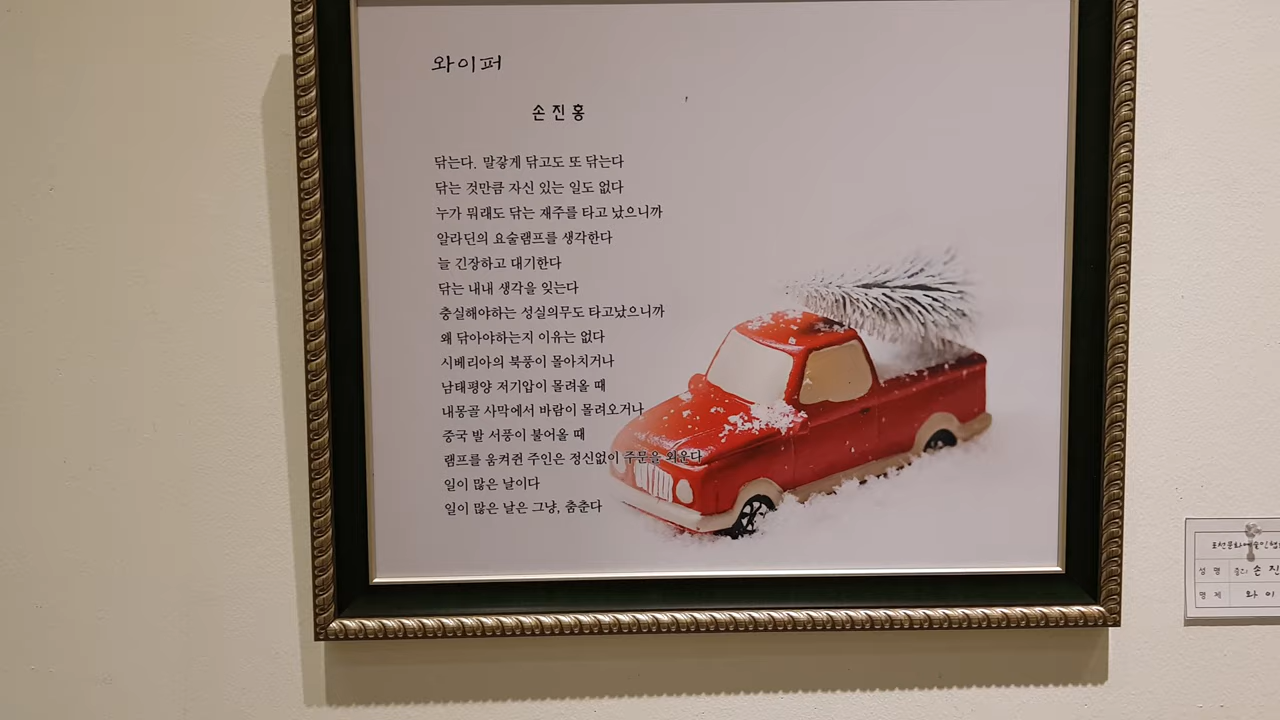 와이퍼
손진홍
닦는다. 말갛게 닦고도 또 닦는다
닦는 것만큼 자신 있는 일도 없다
누가 뭐래도 닦는 재주를 타고 났으니까
알라딘의 요술램프를 생각한다
늘 긴장하고 대기한다
닦는 내내 생각을 잊는다
충실해야하는 성실의무도 타고났으니까
왜 닦아야하는지 이유는 없다
시베리아의 북풍이 몰아치거나
남태평양 저기압이 몰려올 때
내몽골 사막에서 바람이 몰려오거나
중국 발 서풍이 불어올 때
램프를 움켜쥔 주인은 정신없이 주문을 외운다
일이 많은 날이다
일이 많은 날은 그냥, 춤춘다
성 명 손 진
명 제 와 이